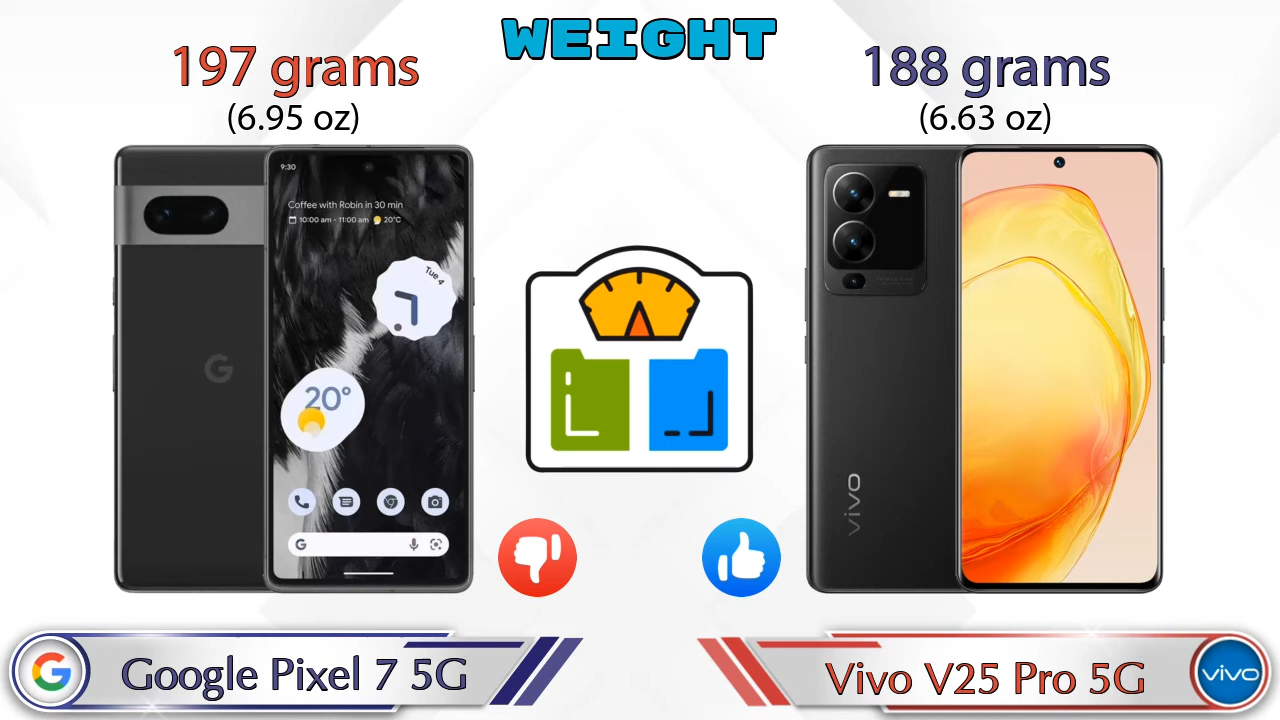 WEIGHT
197 grams
(6.95 oz)
188 grams
(6.63 oz)
9:30
Coffee with Robin in 30 min
10:00 am - 11:00 am 20°C
Tue 4
20°
G
G
vivo
Google Pixel 7 5G
Vivo V25 Pro 5G
vivo